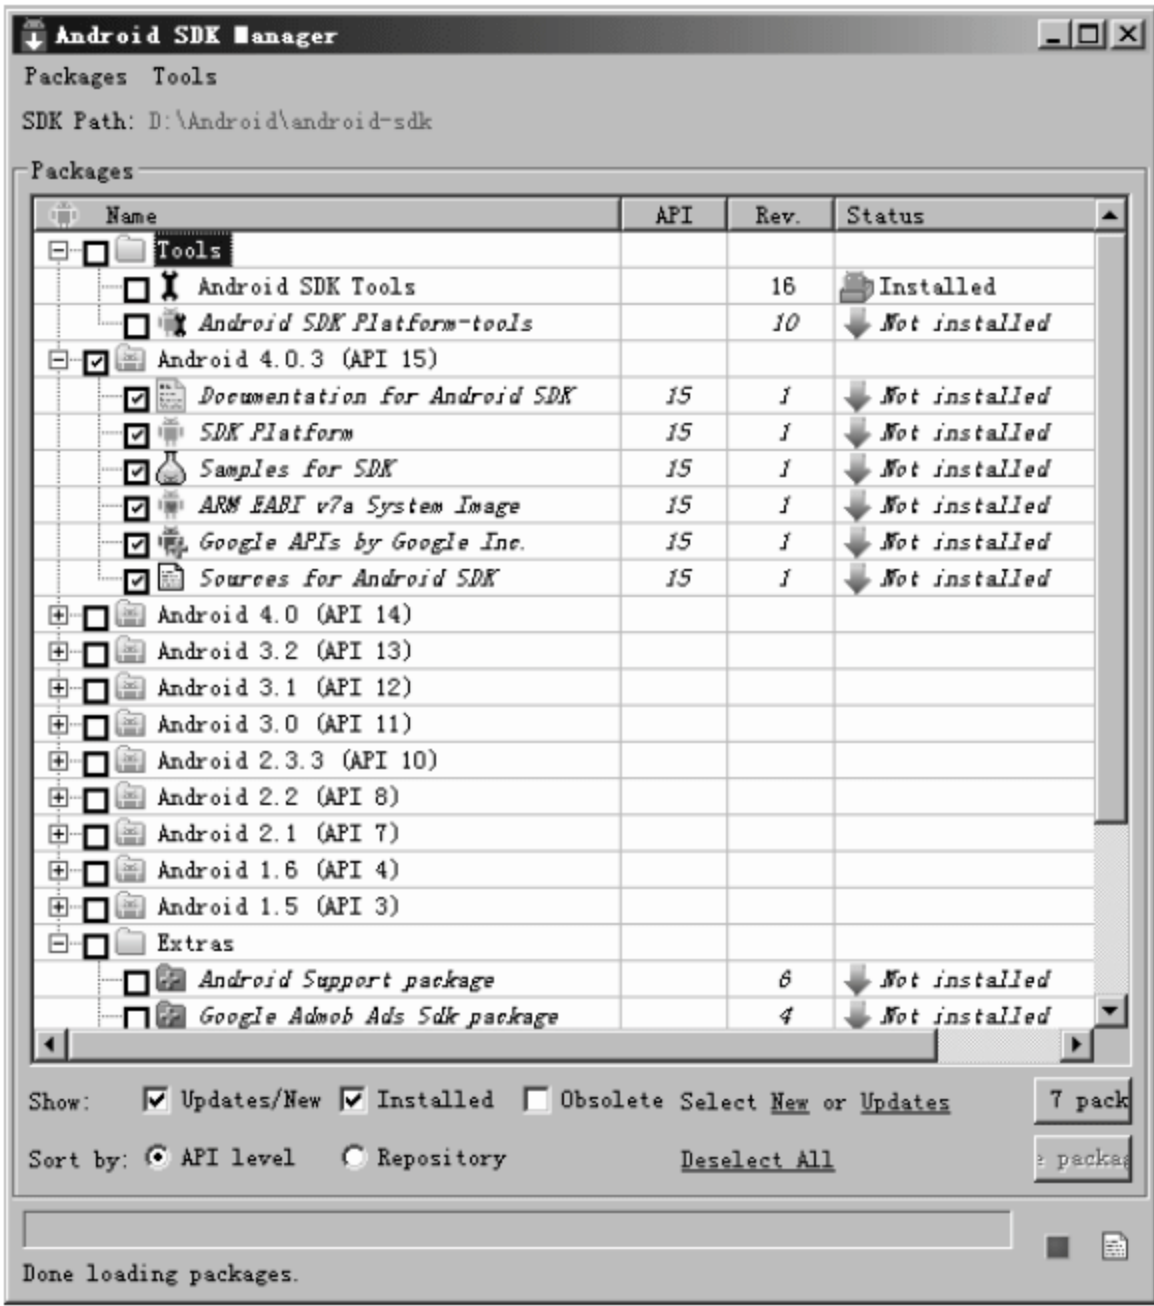 Android SDK Manager
Packages Tools
SDK Path: D:\Android\android-sdk
Packages
Name API Rev. Status
Tools
Android SDK Tools 16 Installed
Android SDK Platform-tools 10 Not installed
Android 4.0.3 (API 15)
Documentation for Android SDK 15 1 Not installed
SDK Platform 15 1 Not installed
Samples for SDK 15 1 Not installed
ARM EABI v7a System Image 15 1 Not installed
Google APIs by Google Inc. 15 1 Not installed
Sources for Android SDK 15 1 Not installed
Android 4.0 (API 14)
Android 3.2 (API 13)
Android 3.1 (API 12)
Android 3.0 (API 11)
Android 2.3.3 (API 10)
Android 2.2 (API 8)
Android 2.1 (API 7)
Android 1.6 (API 4)
Android 1.5 (API 3)
Extras
Android Support package 6 Not installed
Google Admob Ads Sdk package 4 Not installed
Show: Updates/New Installed Obsolete Select New or Updates 7 pack
Sort by: API level Repository Deselect All packag
Done loading packages.